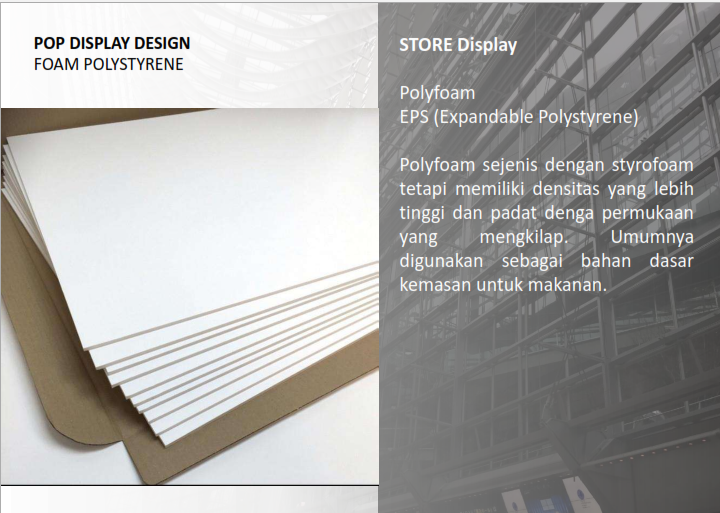 POP DISPLAY DESIGN
FOAM POLYSTYRENE
STORE Display
Polyfoam
EPS (Expandable Polystyrene)
Polyfoam sejenis dengan styrofoam
tetapi memiliki densitas yang lebih
tinggi dan padat denga permukaan
yang mengkilap. Umumnya
digunakan sebagai bahan dasar
kemasan untuk makanan.